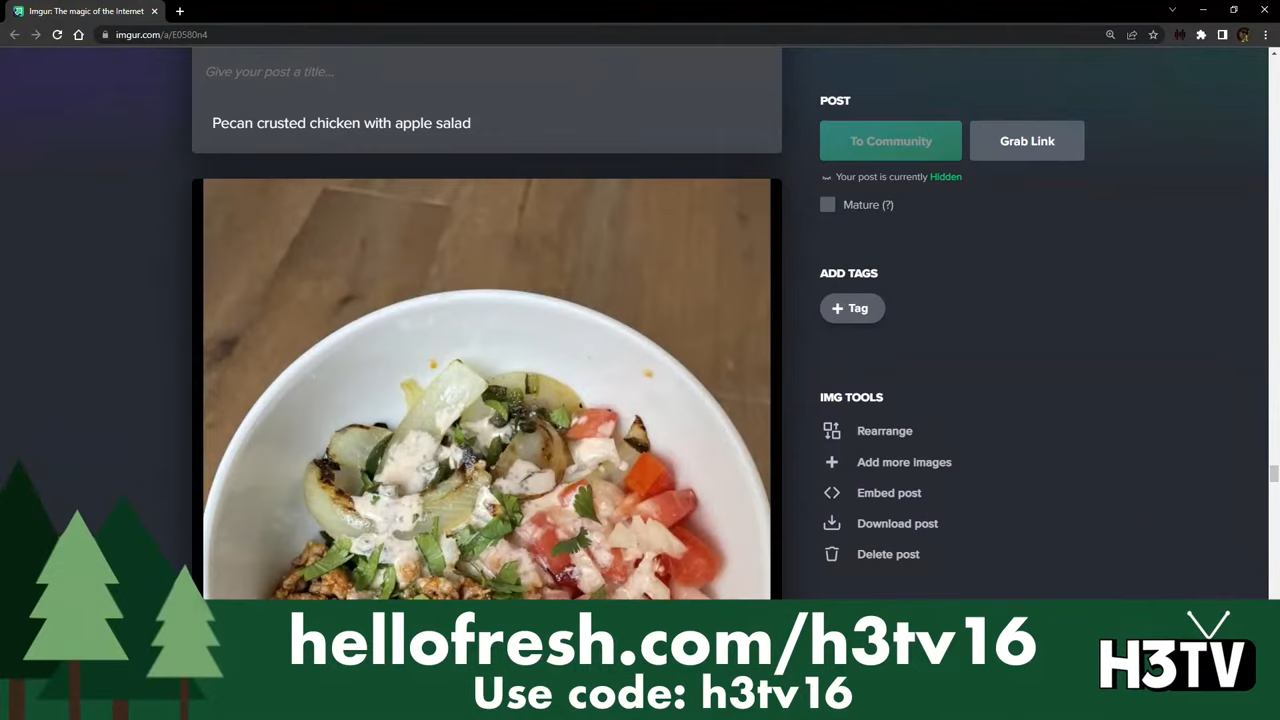 Imgur: The magic of the Internet
imgur.com/a/E0580n4
Give your post a title...
Pecan crusted chicken with apple salad
POST
To Community
Grab Link
Your post is currently Hidden
Mature (?)
ADD TAGS
+ Tag
IMG TOOLS
Rearrange
Add more images
Embed post
Download post
Delete post
hellofresh.com/h3tv16
Use code: h3tv16
H3TV